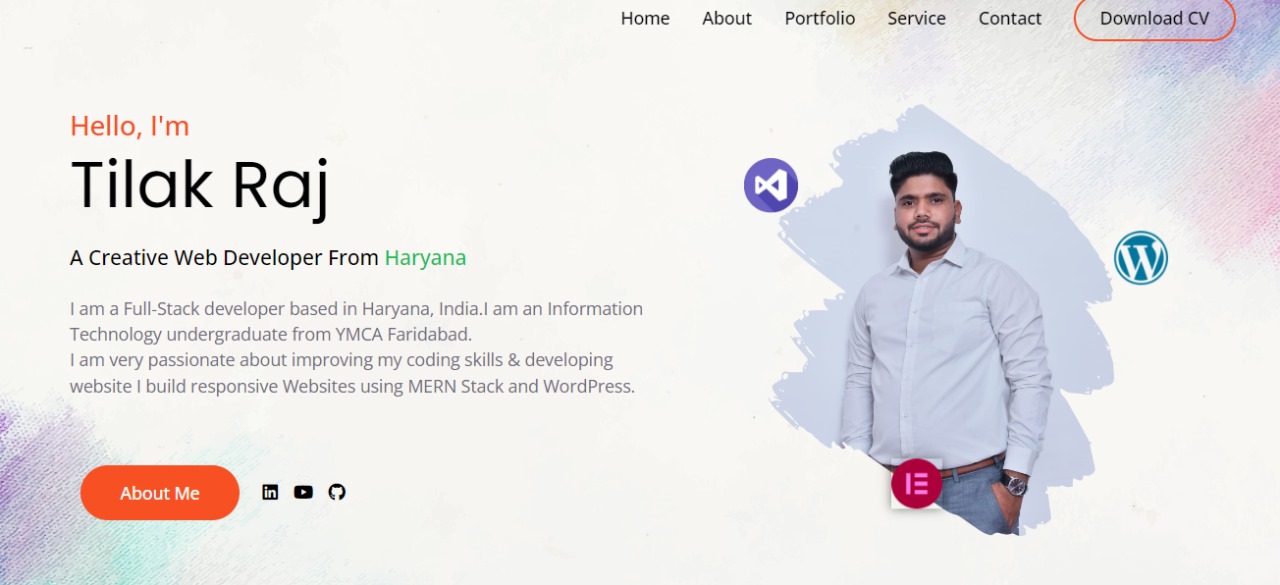 Home About Portfolio Service Contact Download CV
Hello, I'm
Tilak Raj
A Creative Web Developer From Haryana
I am a Full-Stack developer based in Haryana, India.I am an Information
Technology undergraduate from YMCA Faridabad.
I am very passionate about improving my coding skills & developing
website I build responsive Websites using MERN Stack and WordPress.
About Me